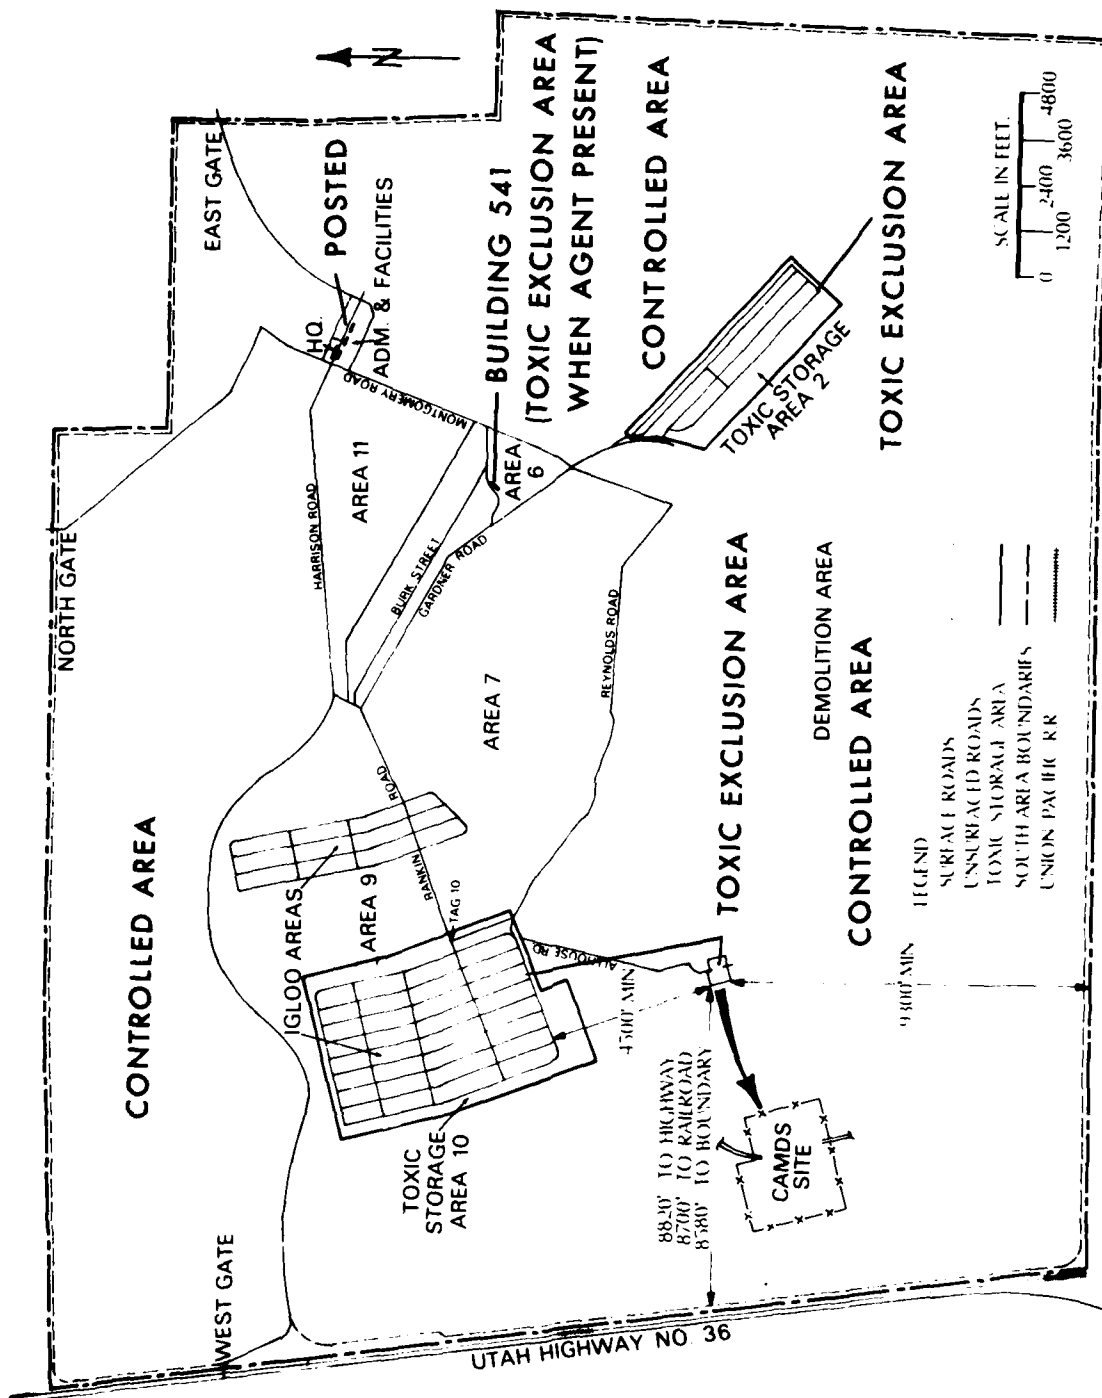 NORTH GATE
EAST GATE
N
CONTROLLED AREA
WEST GATE
HQ.
POSTED
ADM. & FACILITIES
HARRISON ROAD
MONTGOMERY ROAD
AREA 11
BUILDING 541
(TOXIC EXCLUSION AREA
WHEN AGENT PRESENT)
BURK STREET
GARDNER ROAD
AREA
6
CONTROLLED AREA
IGLOO AREAS
AREA 9
RANKIN
ROAD
TAG 10
AREA 7
TOXIC
STORAGE
AREA 10
REYNOLDS ROAD
TOXIC STORAGE
AREA 2
TOXIC EXCLUSION AREA
4500' MIN
TOXIC EXCLUSION AREA
8820' TO HIGHWAY
8700' TO RAILROAD
8580' TO BOUNDARY
DEMOLITION AREA
CONTROLLED AREA
CAMDS
SITE
9300' MIN
LEGEND
SURFACE ROADS
UNSURFACED ROADS
TOXIC STORAGE AREA
SOUTH AREA BOUNDARIES
UNION PACIFIC RR
SCALE IN FEET
0 1200 2400 3600 4800
UTAH HIGHWAY NO. 36